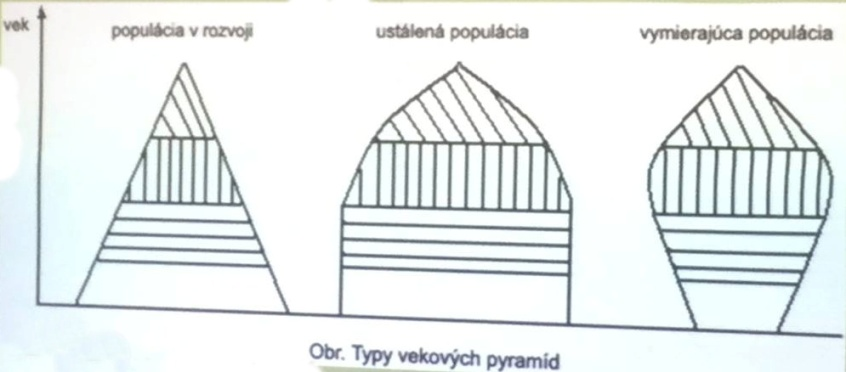 vek
populácia v rozvoji
ustálená populácia
vymierajúca populácia
Obr. Typy vekových pyramíd